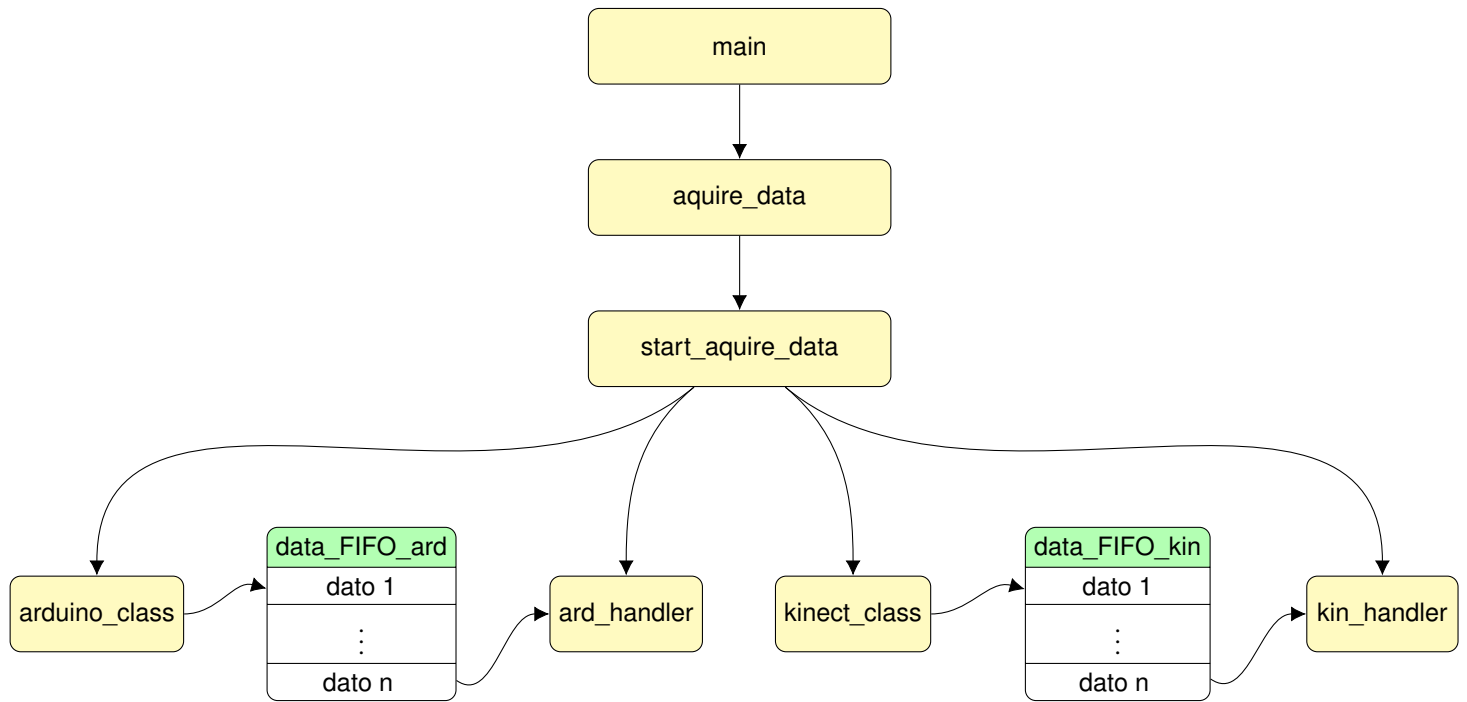 main
aquire_data
start_aquire_data
arduino_class
data_FIFO_ard
dato 1
⋮
dato n
ard_handler
kinect_class
data_FIFO_kin
dato 1
⋮
dato n
kin_handler